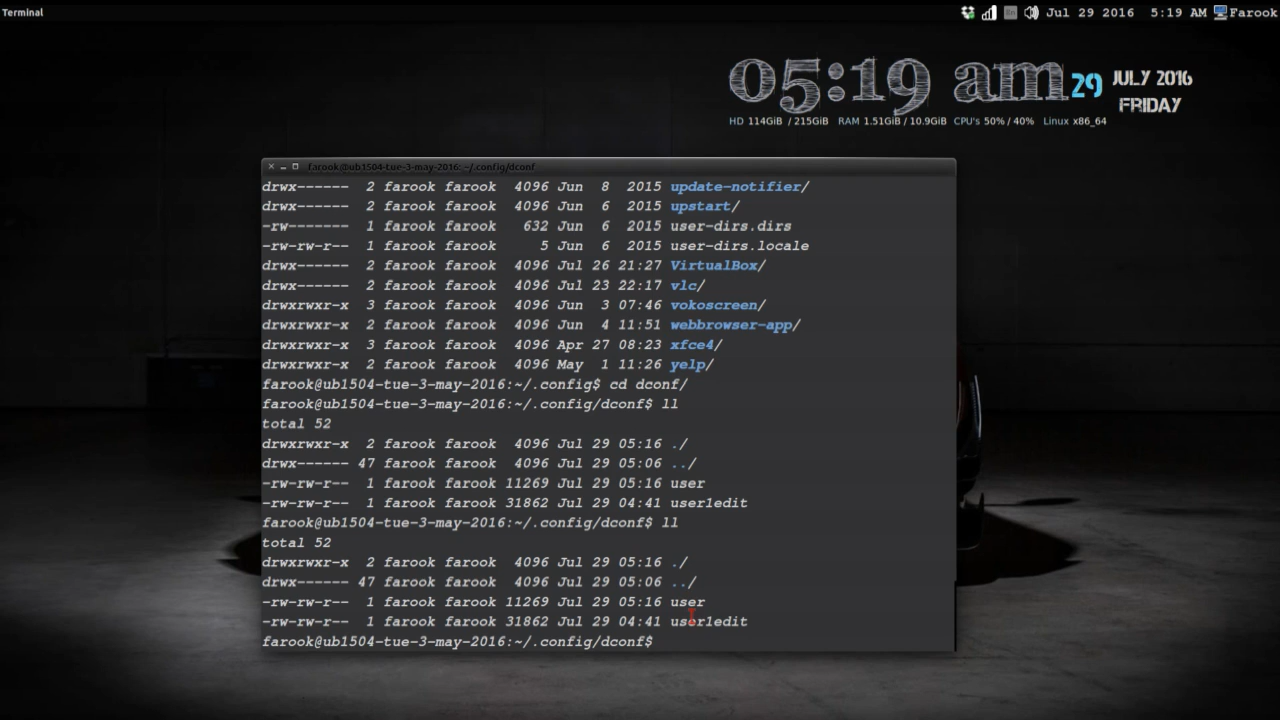 Terminal
Jul 29 2016 5:19 AM Farook
05:19 am 29 JULY 2016
FRIDAY
HD 114GiB / 215GiB RAM 1.51GiB / 10.9GiB CPU's 50% / 40% Linux x86_64
farook@ub1504-tue-3-may-2016: ~/.config/dconf
drwx------ 2 farook farook 4096 Jun 8 2015 update-notifier/
drwx------ 2 farook farook 4096 Jun 6 2015 upstart/
-rw------- 1 farook farook 632 Jun 6 2015 user-dirs.dirs
-rw-rw-r-- 1 farook farook 5 Jun 6 2015 user-dirs.locale
drwx------ 2 farook farook 4096 Jul 26 21:27 VirtualBox/
drwx------ 2 farook farook 4096 Jul 23 22:17 vlc/
drwxrwxr-x 3 farook farook 4096 Jun 3 07:46 vokoscreen/
drwxrwxr-x 2 farook farook 4096 Jun 4 11:51 webbrowser-app/
drwxrwxr-x 3 farook farook 4096 Apr 27 08:23 xfce4/
drwxrwxr-x 2 farook farook 4096 May 1 11:26 yelp/
farook@ub1504-tue-3-may-2016:~/.config$ cd dconf/
farook@ub1504-tue-3-may-2016:~/.config/dconf$ ll
total 52
drwxrwxr-x 2 farook farook 4096 Jul 29 05:16 ./
drwx------ 47 farook farook 4096 Jul 29 05:06 ../
-rw-rw-r-- 1 farook farook 11269 Jul 29 05:16 user
-rw-rw-r-- 1 farook farook 31862 Jul 29 04:41 user1edit
farook@ub1504-tue-3-may-2016:~/.config/dconf$ ll
total 52
drwxrwxr-x 2 farook farook 4096 Jul 29 05:16 ./
drwx------ 47 farook farook 4096 Jul 29 05:06 ../
-rw-rw-r-- 1 farook farook 11269 Jul 29 05:16 user
-rw-rw-r-- 1 farook farook 31862 Jul 29 04:41 user1edit
farook@ub1504-tue-3-may-2016:~/.config/dconf$